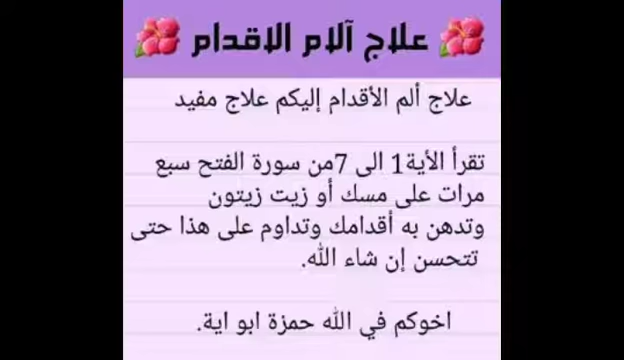 علاج آلام الاقدام
علاج ألم الأقدام إليكم علاج مفيد
تقرأ الأية1 الى 7من سورة الفتح سبع
مرات على مسك أو زيت زيتون
وتدهن به أقدامك وتداوم على هذا حتى
تتحسن إن شاء الله.
اخوكم في الله حمزة ابو اية.